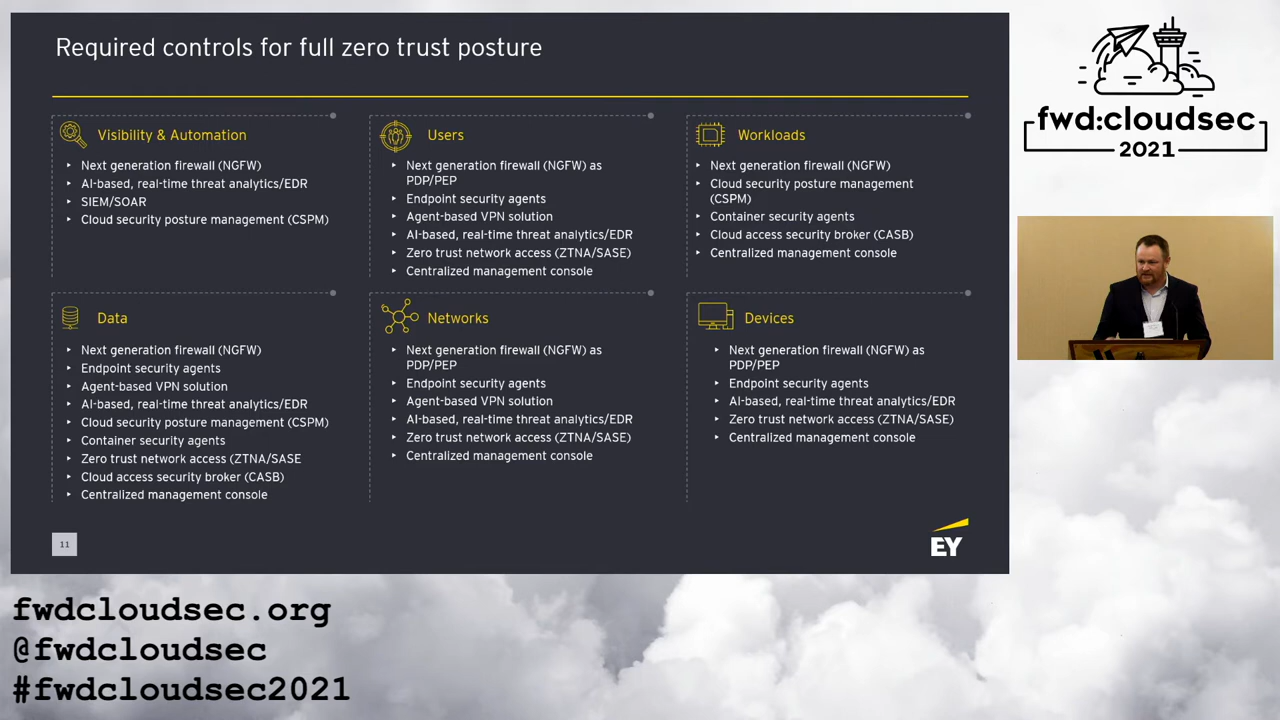 Required controls for full zero trust posture
Visibility & Automation
Next generation firewall (NGFW)
AI-based, real-time threat analytics/EDR
SIEM/SOAR
Cloud security posture management (CSPM)
Users
Next generation firewall (NGFW) as
PDP/PEP
Endpoint security agents
Agent-based VPN solution
AI-based, real-time threat analytics/EDR
Zero trust network access (ZTNA/SASE)
Centralized management console
Workloads
Next generation firewall (NGFW)
Cloud security posture management
(CSPM)
Container security agents
Cloud access security broker (CASB)
Centralized management console
Data
Next generation firewall (NGFW)
Endpoint security agents
Agent-based VPN solution
AI-based, real-time threat analytics/EDR
Cloud security posture management (CSPM)
Container security agents
Zero trust network access (ZTNA/SASE
Cloud access security broker (CASB)
Centralized management console
Networks
Next generation firewall (NGFW) as
PDP/PEP
Endpoint security agents
Agent-based VPN solution
AI-based, real-time threat analytics/EDR
Zero trust network access (ZTNA/SASE)
Centralized management console
Devices
Next generation firewall (NGFW) as
PDP/PEP
Endpoint security agents
AI-based, real-time threat analytics/EDR
Zero trust network access (ZTNA/SASE)
Centralized management console
11
EY
fwd:cloudsec
2021
fwdcloudsec.org
@fwdcloudsec
#fwdcloudsec2021